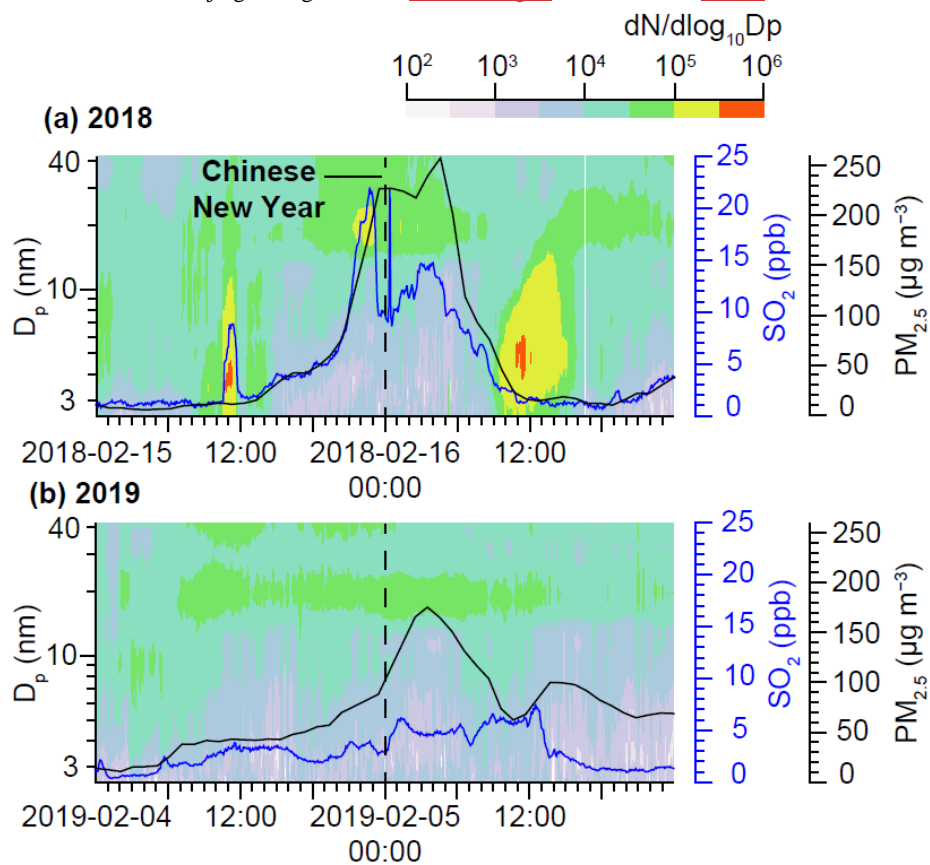 dN/dlog10Dp
10² 10³ 10⁴ 10⁵ 10⁶
(a) 2018
40
10
3
Dp (nm)
Chinese
New Year
25
20
15
10
5
0
SO2 (ppb)
250
200
150
100
50
0
PM2.5 (µg m⁻³)
2018-02-15 12:00 2018-02-16 12:00
00:00
(b) 2019
40
10
3
Dp (nm)
25
20
15
10
5
0
SO2 (ppb)
250
200
150
100
50
0
PM2.5 (µg m⁻³)
2019-02-04 12:00 2019-02-05 12:00
00:00